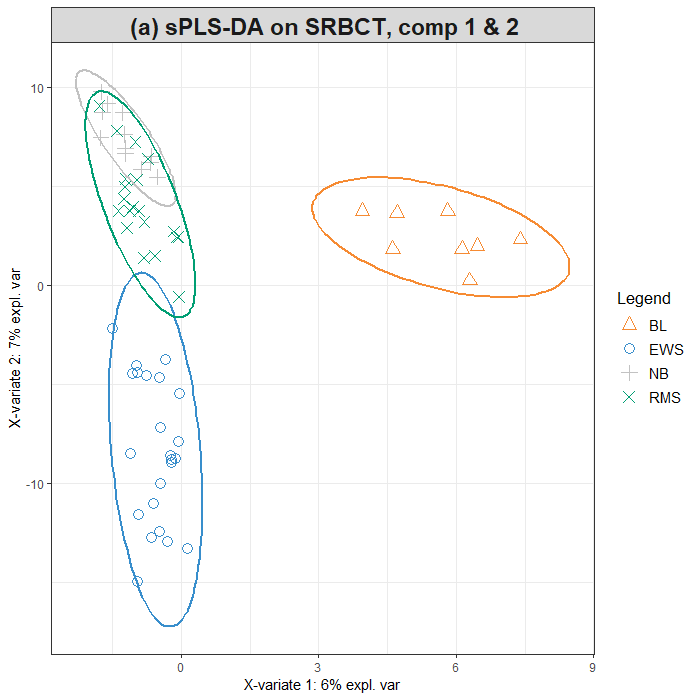 (a) sPLS-DA on SRBCT, comp 1 & 2
10
0
-10
X-variate 2: 7% expl. var
0
3
6
9
X-variate 1: 6% expl. var
Legend
BL
EWS
NB
RMS